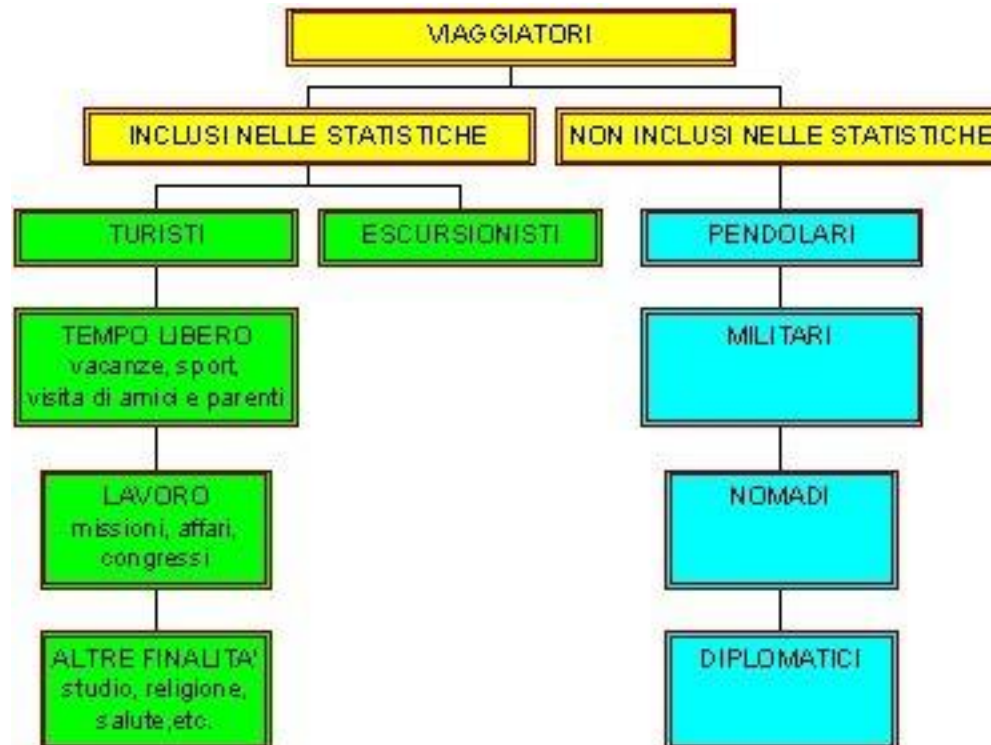 VIAGGIATORI
INCLUSI NELLE STATISTICHE
NON INCLUSI NELLE STATISTICHE
TURISTI
ESCURSIONISTI
PENDOLARI
TEMPO LIBERO
vacanze, sport,
visita di amici e parenti
MILITARI
LAVORO
missioni, affari,
congressi
NOMADI
ALTRE FINALITA'
studio, religione,
salute,etc.
DIPLOMATICI